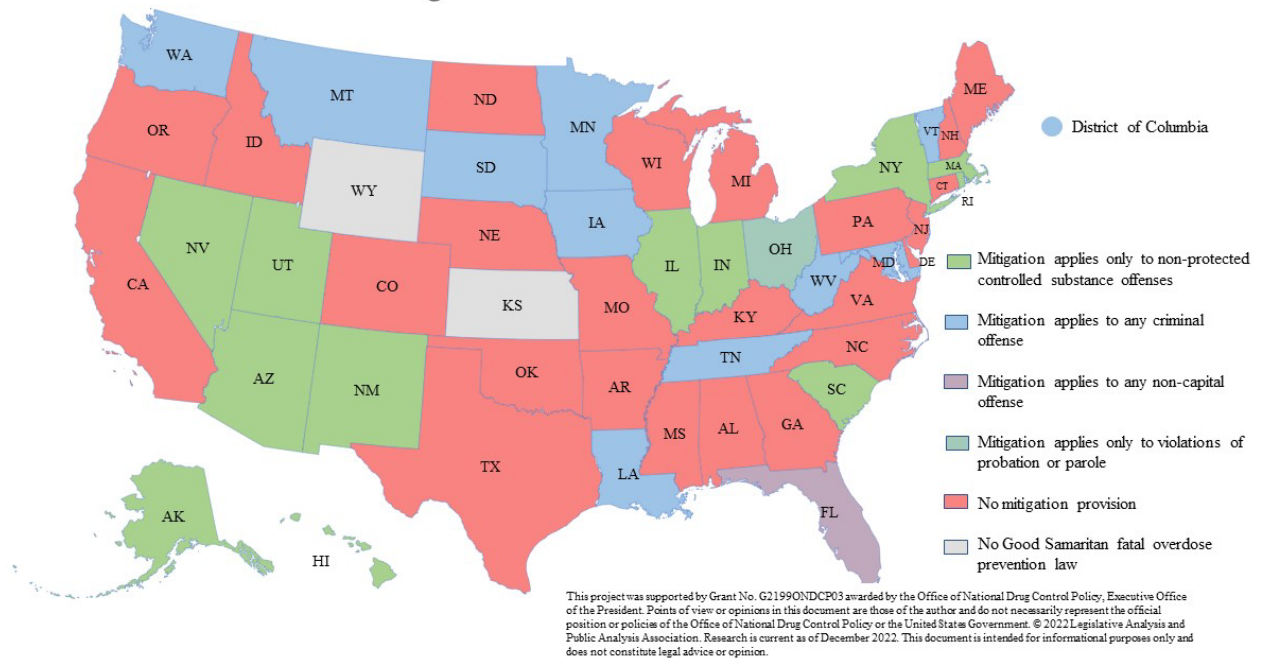 WA
MT
ND
MN
ME
OR
ID
SD
WI
MI
NY
VT
NH
MA
CT
RI
District of Columbia
WY
NV
UT
CO
NE
IA
IL
IN
OH
PA
NJ
DE
MD
WV
VA
CA
KS
MO
KY
AZ
NM
OK
AR
TN
NC
SC
TX
LA
MS
AL
GA
FL
AK
HI
Mitigation applies only to non-protected
controlled substance offenses
Mitigation applies to any criminal
offense
Mitigation applies to any non-capital
offense
Mitigation applies only to violations of
probation or parole
No mitigation provision
No Good Samaritan fatal overdose
prevention law
This project was supported by Grant No. G2199ONDCP03 awarded by the Office of National Drug Control Policy, Executive Office
of the President. Points of view or opinions in this document are those of the author and do not necessarily represent the official
position or policies of the Office of National Drug Control Policy or the United States Government. © 2022 Legislative Analysis and
Public Analysis Association. Research is current as of December 2022. This document is intended for informational purposes only and
does not constitute legal advice or opinion.